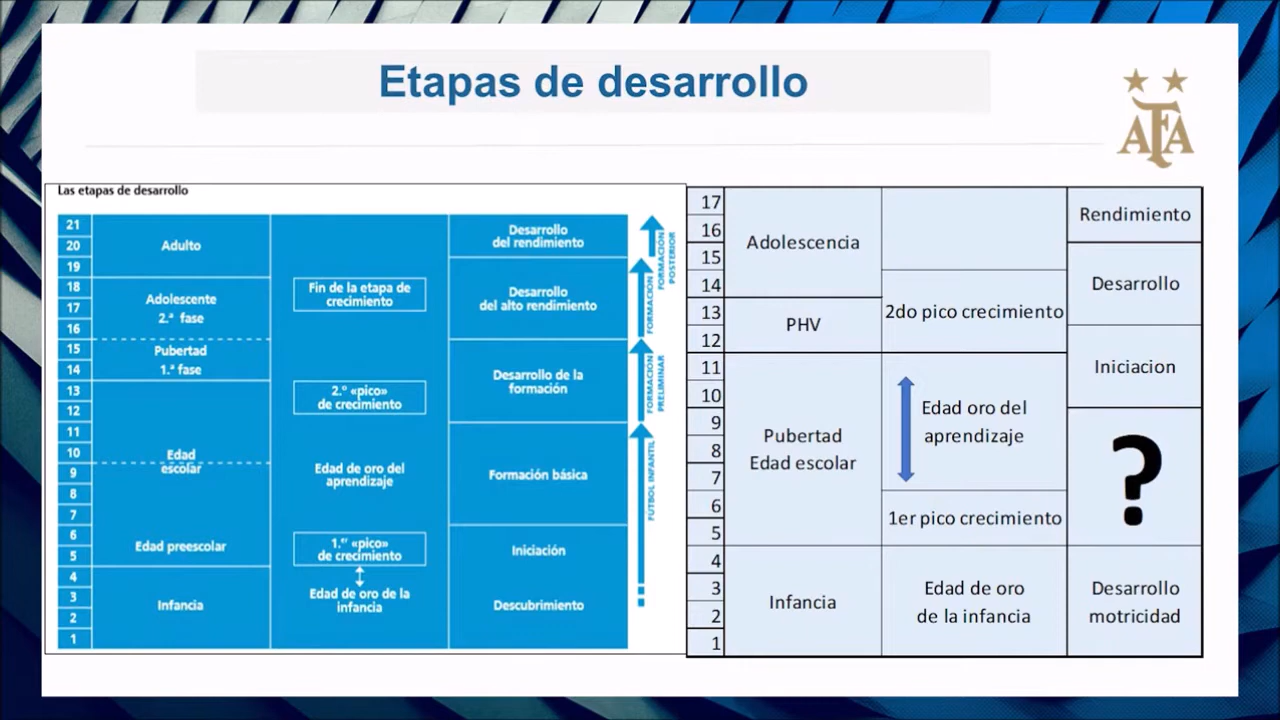 Etapas de desarrollo
AFA
Las etapas de desarrollo
21
20
19
18
17
16
15
14
13
12
11
10
9
8
7
6
5
4
3
2
1
Adulto
Adolescente
2.ª fase
Pubertad
1.ª fase
Edad
escolar
Edad preescolar
Infancia
Fin de la etapa de
crecimiento
2.º «pico»
de crecimiento
Edad de oro del
aprendizaje
1.er «pico»
de crecimiento
Edad de oro de la
infancia
Desarrollo
del rendimiento
Desarrollo
del alto rendimiento
Desarrollo de la
formación
Formación básica
Iniciación
Descubrimiento
FORMACIÓN
POSTERIOR
FORMACIÓN
FORMACIÓN
PRELIMINAR
FÚTBOL INFANTIL
17
16
15
14
13
12
11
10
9
8
7
6
5
4
3
2
1
Adolescencia
PHV
Pubertad
Edad escolar
Infancia
2do pico crecimiento
Edad oro del
aprendizaje
1er pico crecimiento
Edad de oro
de la infancia
Rendimiento
Desarrollo
Iniciacion
?
Desarrollo
motricidad